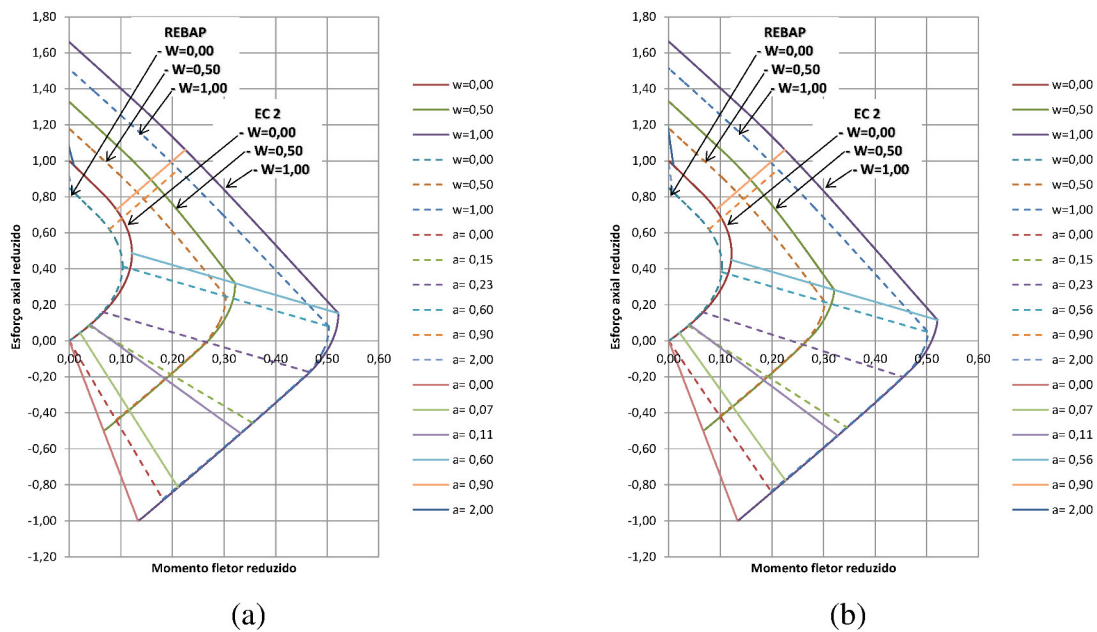 1,80
1,60
1,40
1,20
1,00
0,80
0,60
0,40
0,20
0,00
-0,20
-0,40
-0,60
-0,80
-1,00
-1,20
Esforço axial reduzido
REBAP
- W=0,00
- W=0,50
- W=1,00
EC 2
- W=0,00
- W=0,50
- W=1,00
0,00 0,10 0,20 0,30 0,40 0,50 0,60
Momento fletor reduzido
w=0,00
w=0,50
w=1,00
w=0,00
w=0,50
w=1,00
a= 0,00
a= 0,15
a= 0,23
a= 0,60
a= 0,90
a= 2,00
a= 0,00
a= 0,07
a= 0,11
a= 0,60
a= 0,90
a= 2,00
(a)
1,80
1,60
1,40
1,20
1,00
0,80
0,60
0,40
0,20
0,00
-0,20
-0,40
-0,60
-0,80
-1,00
-1,20
Esforço axial reduzido
REBAP
- W=0,00
- W=0,50
- W=1,00
EC 2
- W=0,00
- W=0,50
- W=1,00
0,00 0,10 0,20 0,30 0,40 0,50 0,60
Momento fletor reduzido
w=0,00
w=0,50
w=1,00
w=0,00
w=0,50
w=1,00
a= 0,00
a= 0,15
a= 0,23
a= 0,56
a= 0,90
a= 2,00
a= 0,00
a= 0,07
a= 0,11
a= 0,56
a= 0,90
a= 2,00
(b)